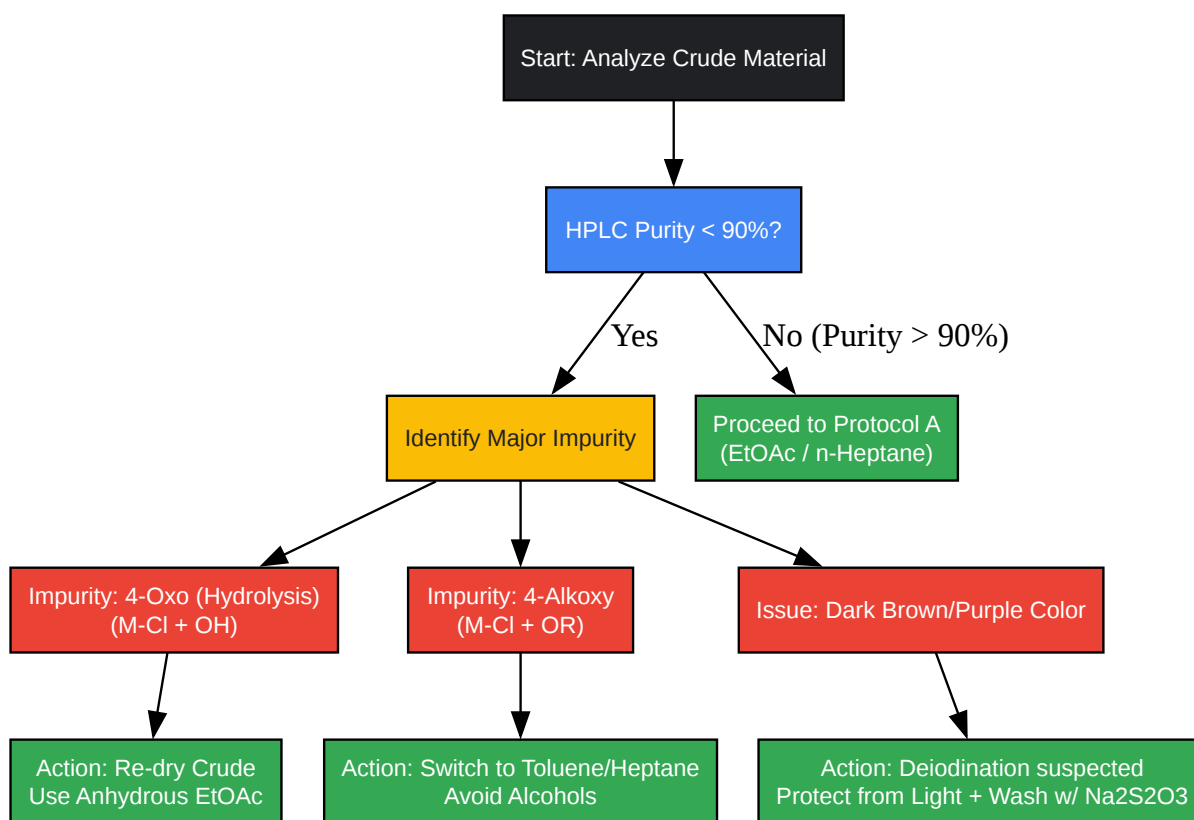 Start: Analyze Crude Material
HPLC Purity < 90%?
Yes
No (Purity > 90%)
Identify Major Impurity
Proceed to Protocol A
(EtOAc / n-Heptane)
Impurity: 4-Oxo (Hydrolysis)
(M-Cl + OH)
Impurity: 4-Alkoxy
(M-Cl + OR)
Issue: Dark Brown/Purple Color
Action: Re-dry Crude
Use Anhydrous EtOAc
Action: Switch to Toluene/Heptane
Avoid Alcohols
Action: Deiodination suspected
Protect from Light + Wash w/ Na2S2O3